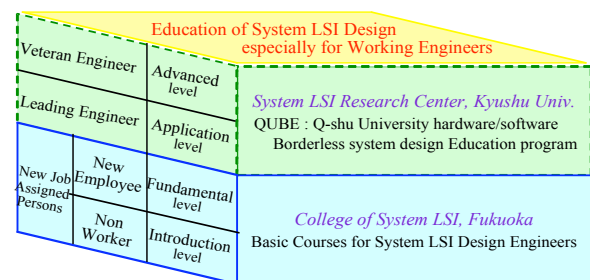 Education of System LSI Design
especially for Working Engineers
Veteran Engineer
Advanced
level
Leading Engineer
Application
level
System LSI Research Center, Kyushu Univ.
QUBE : Q-shu University hardware/software
Borderless system design Education program
New Job
Assigned
Persons
New
Employee
Fundamental
level
Non
Worker
Introduction
level
College of System LSI, Fukuoka
Basic Courses for System LSI Design Engineers